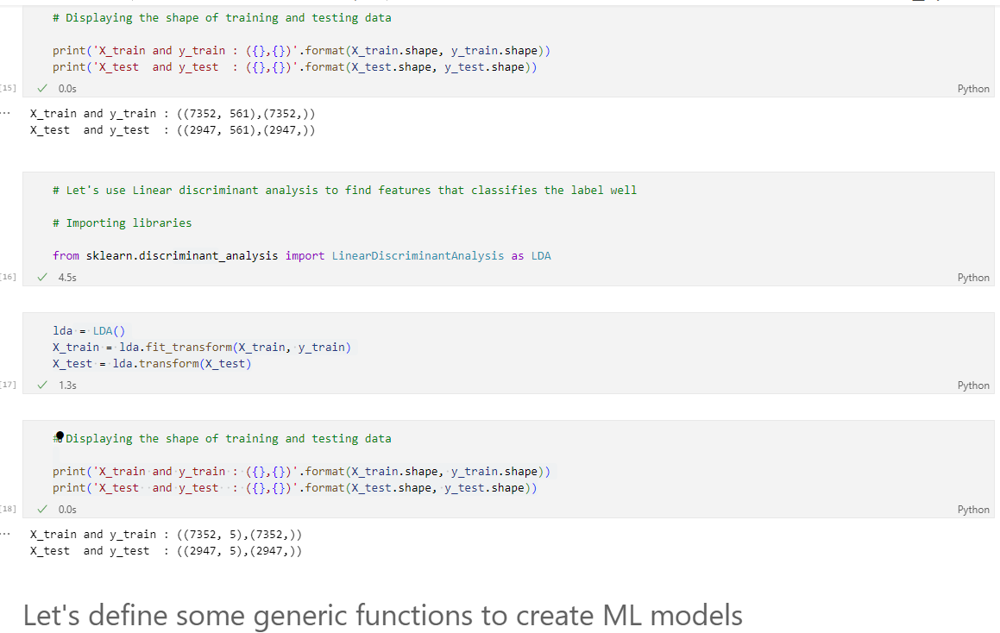 # Displaying the shape of training and testing data
print('X_train and y_train : ({},{})'.format(X_train.shape, y_train.shape))
print('X_test  and y_test  : ({},{})'.format(X_test.shape, y_test.shape))
[15] 0.0s Python
... X_train and y_train : ((7352, 561),(7352,))
X_test  and y_test  : ((2947, 561),(2947,))
# Let's use Linear discriminant analysis to find features that classifies the label well
# Importing libraries
from sklearn.discriminant_analysis import LinearDiscriminantAnalysis as LDA
[16] 4.5s Python
lda = LDA()
X_train = lda.fit_transform(X_train, y_train)
X_test = lda.transform(X_test)
[17] 1.3s Python
# Displaying the shape of training and testing data
print('X_train and y_train : ({},{})'.format(X_train.shape, y_train.shape))
print('X_test  and y_test  : ({},{})'.format(X_test.shape, y_test.shape))
[18] 0.0s Python
... X_train and y_train : ((7352, 5),(7352,))
X_test  and y_test  : ((2947, 5),(2947,))
Let's define some generic functions to create ML models